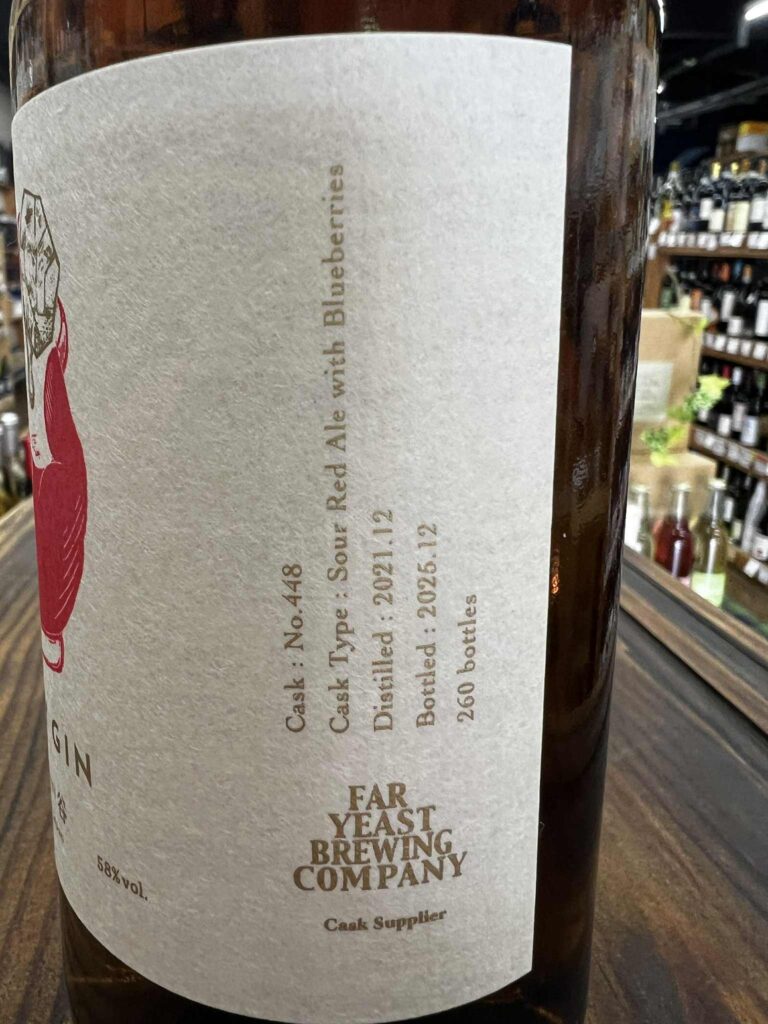 Cask : No.448
Cask Type : Sour Red Ale with Blueberries
Distilled : 2021.12
Bottled : 2025.12
260 bottles
GIN
谷
58%vol.
FAR
YEAST
BREWING
COMPANY
Cask Supplier